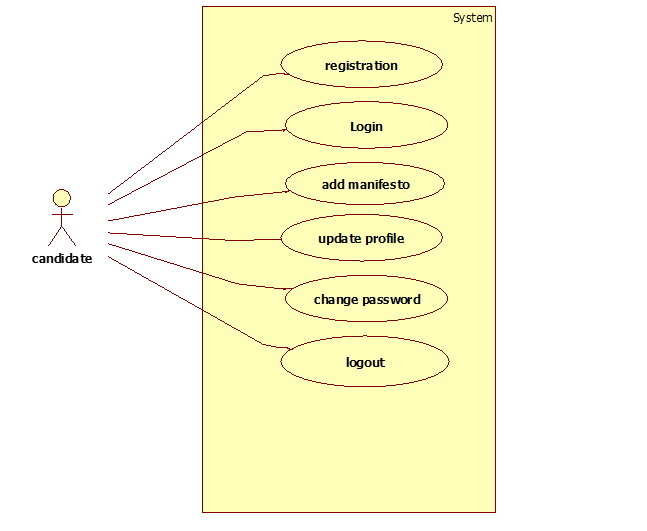 System
registration
Login
add manifesto
update profile
candidate
change password
logout